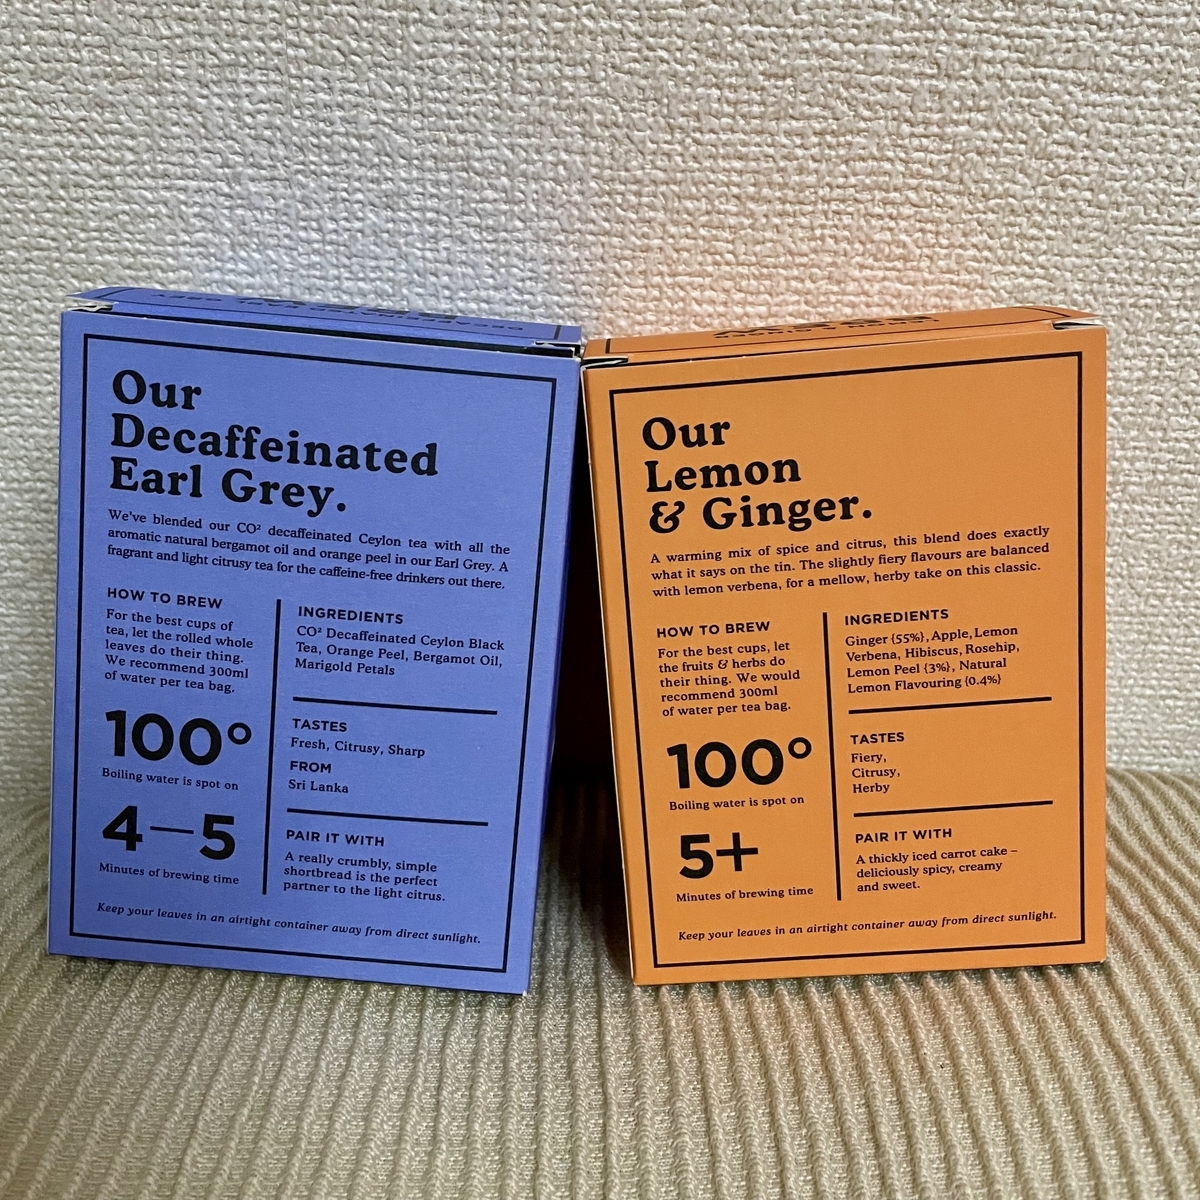 DECAFFEINATED EARL GREY
Our
Decaffeinated
Earl Grey.
We've blended our CO² decaffeinated Ceylon tea with all the
aromatic natural bergamot oil and orange peel in our Earl Grey. A
fragrant and light citrusy tea for the caffeine-free drinkers out there.
HOW TO BREW
For the best cups of
tea, let the rolled whole
leaves do their thing.
We recommend 300ml
of water per tea bag.
100°
Boiling water is spot on
4—5
Minutes of brewing time
INGREDIENTS
CO² Decaffeinated Ceylon Black
Tea, Orange Peel, Bergamot Oil,
Marigold Petals
TASTES
Fresh, Citrusy, Sharp
FROM
Sri Lanka
PAIR IT WITH
A really crumbly, simple
shortbread is the perfect
partner to the light citrus.
Keep your leaves in an airtight container away from direct sunlight.
LEMON & GINGER
Our
Lemon
& Ginger.
A warming mix of spice and citrus, this blend does exactly
what it says on the tin. The slightly fiery flavours are balanced
with lemon verbena, for a mellow, herby take on this classic.
HOW TO BREW
For the best cups, let
the fruits & herbs do
their thing. We would
recommend 300ml
of water per tea bag.
100°
Boiling water is spot on
5+
Minutes of brewing time
INGREDIENTS
Ginger {55%}, Apple, Lemon
Verbena, Hibiscus, Rosehip,
Lemon Peel {3%}, Natural
Lemon Flavouring {0.4%}
TASTES
Fiery,
Citrusy,
Herby
PAIR IT WITH
A thickly iced carrot cake –
deliciously spicy, creamy
and sweet.
Keep your leaves in an airtight container away from direct sunlight.